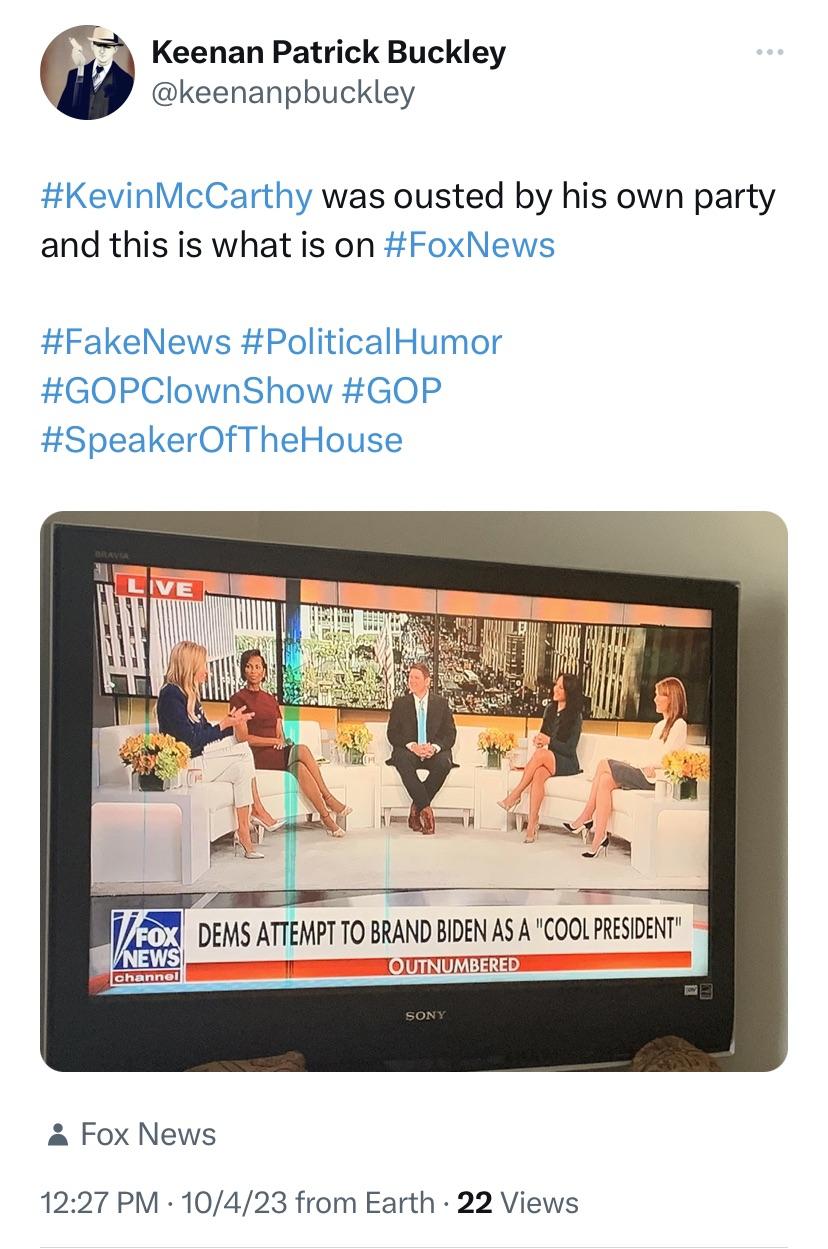 Keenan Patrick Buckley
@keenanpbuckley
#KevinMcCarthy was ousted by his own party
and this is what is on #FoxNews
#FakeNews #PoliticalHumor
#GOPClownShow #GOP
#SpeakerOfTheHouse
BRAVIA
LIVE
FOX
NEWS
channel
DEMS ATTEMPT TO BRAND BIDEN AS A "COOL PRESIDENT"
OUTNUMBERED
SONY
Fox News
12:27 PM · 10/4/23 from Earth · 22 Views